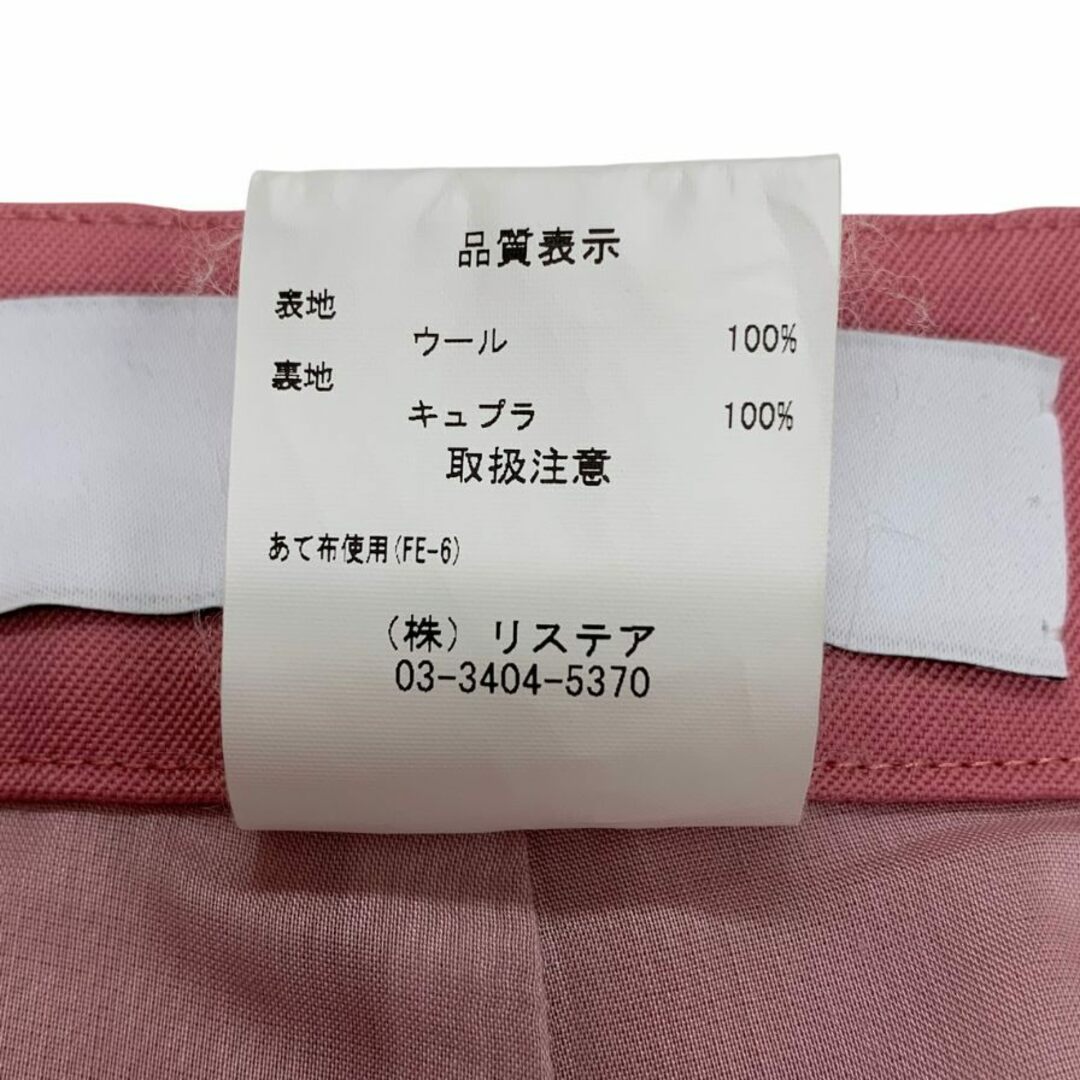 品質表示
表地
ウール 100%
裏地
キュプラ 100%
取扱注意
あて布使用(FE-6)
(株) リステア
03-3404-5370